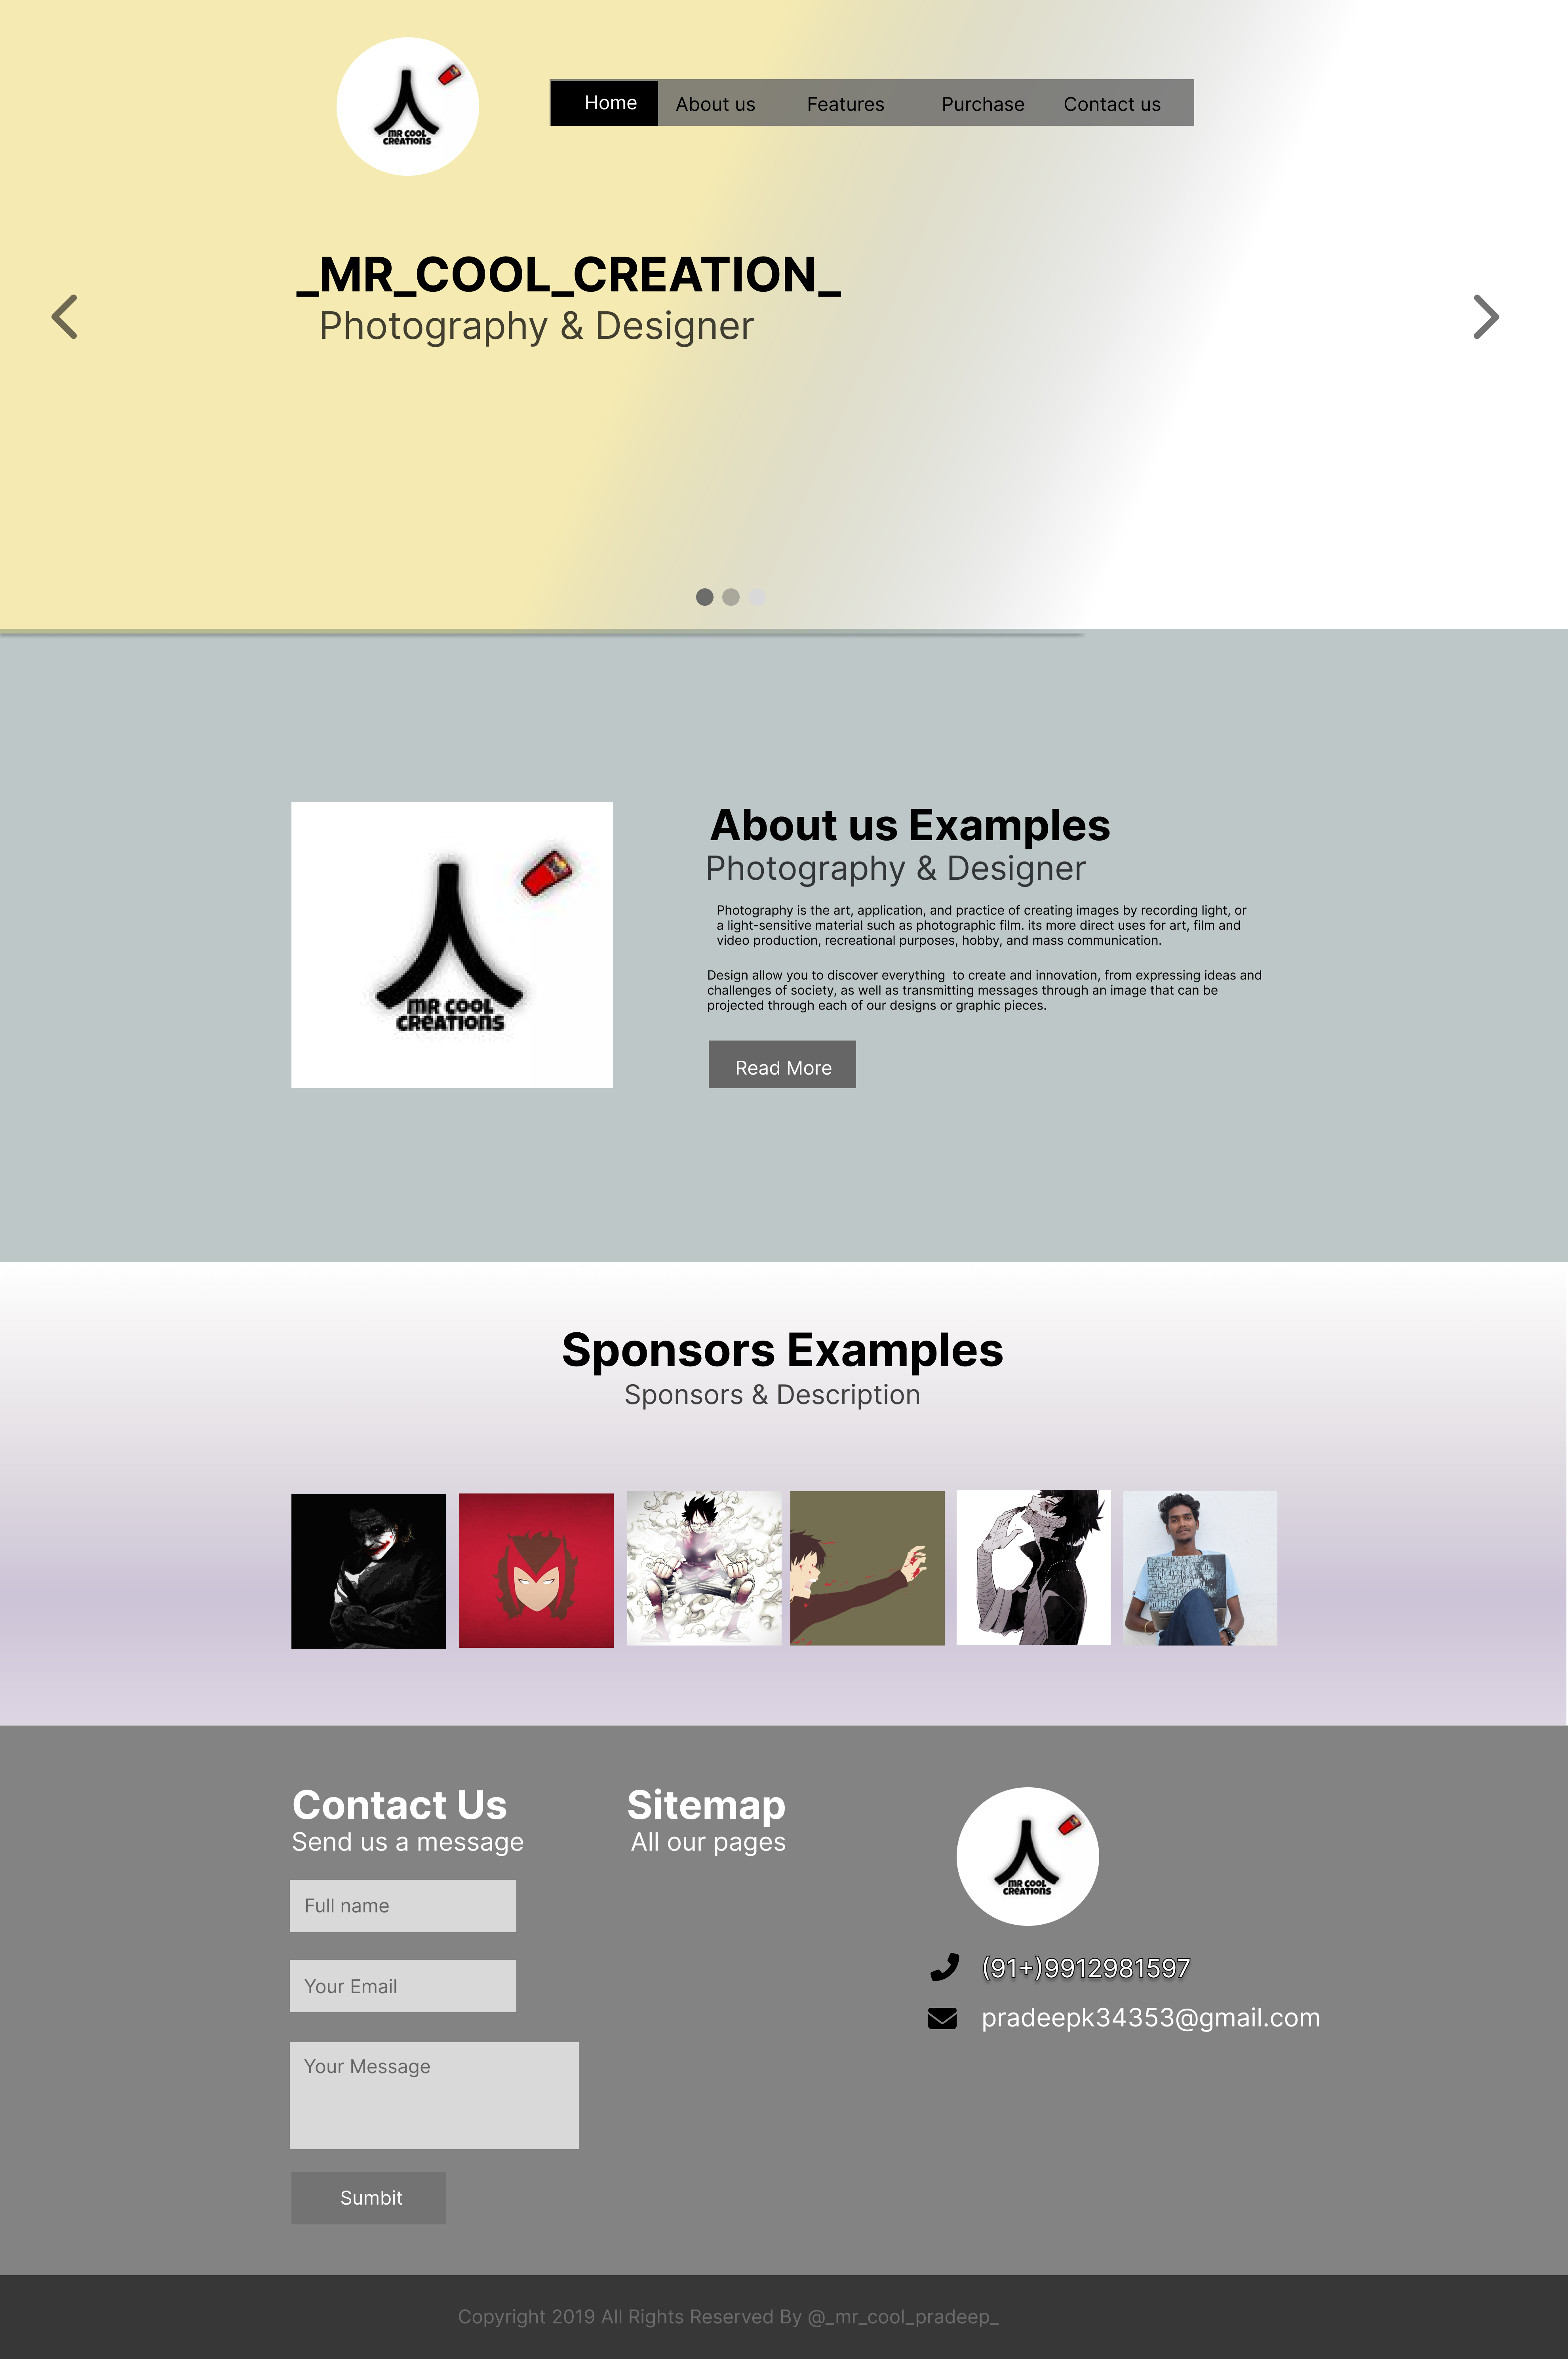 MR COOL
CREATIONS
Home
About us
Features
Purchase
Contact us
_MR_COOL_CREATION_
Photography & Designer
MR COOL
CREATIONS
About us Examples
Photography & Designer
Photography is the art, application, and practice of creating images by recording light, or
a light-sensitive material such as photographic film. its more direct uses for art, film and
video production, recreational purposes, hobby, and mass communication.
Design allow you to discover everything  to create and innovation, from expressing ideas and
challenges of society, as well as transmitting messages through an image that can be
projected through each of our designs or graphic pieces.
Read More
Sponsors Examples
Sponsors & Description
Contact Us
Send us a message
Full name
Your Email
Your Message
Sumbit
Sitemap
All our pages
MR COOL
CREATIONS
(91+)9912981597
pradeepk34353@gmail.com
Copyright 2019 All Rights Reserved By @_mr_cool_pradeep_